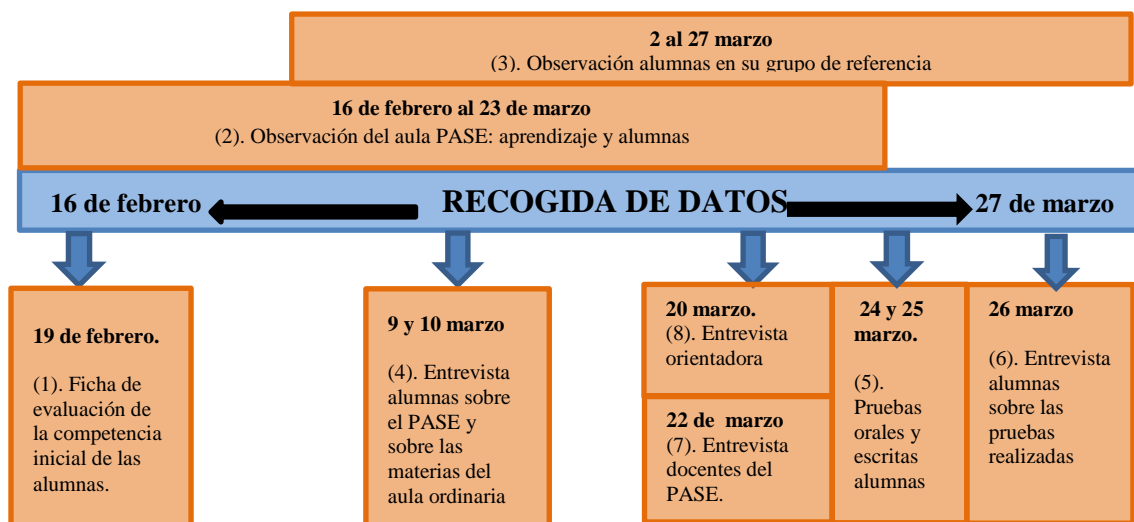 2 al 27 marzo
(3). Observación alumnas en su grupo de referencia
16 de febrero al 23 de marzo
(2). Observación del aula PASE: aprendizaje y alumnas
16 de febrero
RECOGIDA DE DATOS
27 de marzo
19 de febrero.
(1). Ficha de
evaluación de
la competencia
inicial de las
alumnas.
9 y 10 marzo
(4). Entrevista
alumnas sobre
el PASE y
sobre las
materias del
aula ordinaria
20 marzo.
(8). Entrevista
orientadora
22 de marzo
(7). Entrevista
docentes del
PASE.
24 y 25
marzo.
(5).
Pruebas
orales y
escritas
alumnas
26 marzo
(6). Entrevista
alumnas
sobre las
pruebas
realizadas